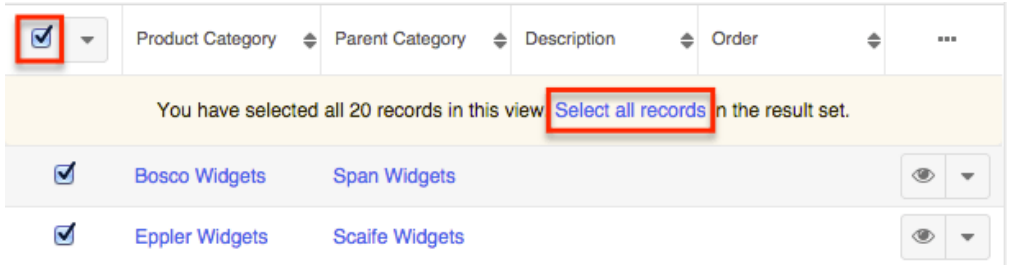 Product Category Parent Category Description Order
You have selected all 20 records in this view Select all records n the result set.
Bosco Widgets Span Widgets
Eppler Widgets Scaife Widgets